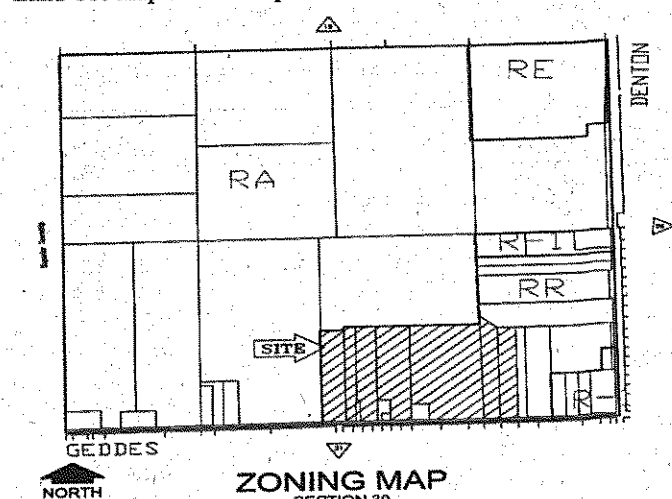 RE
DENTON
RA
R-1
RR
SITE
R-
GEDDES
NORTH
ZONING MAP
SECTION 30